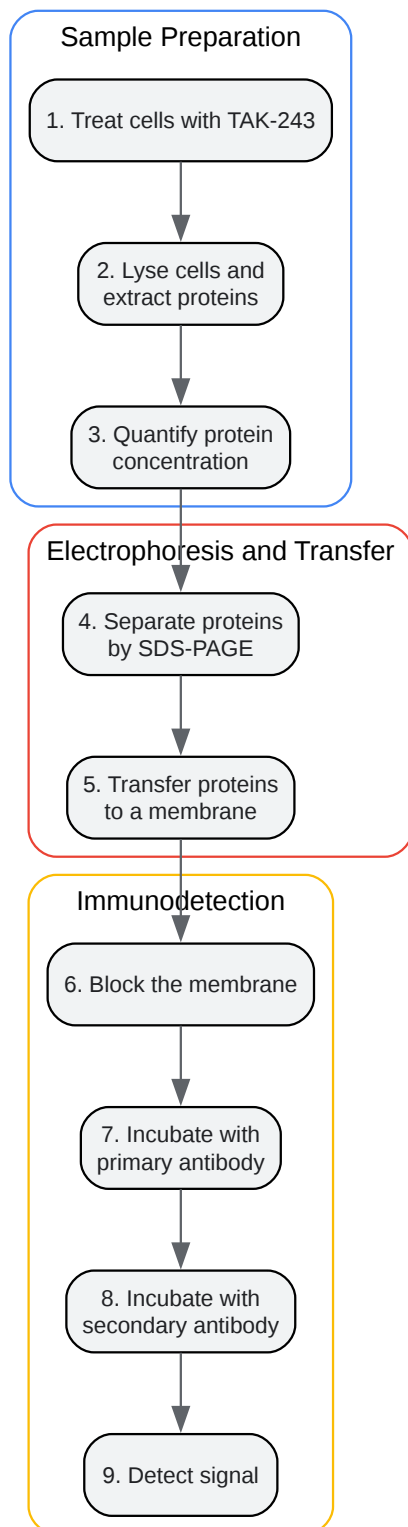 Sample Preparation
1. Treat cells with TAK-243
2. Lyse cells and
extract proteins
3. Quantify protein
concentration
Electrophoresis and Transfer
4. Separate proteins
by SDS-PAGE
5. Transfer proteins
to a membrane
Immunodetection
6. Block the membrane
7. Incubate with
primary antibody
8. Incubate with
secondary antibody
9. Detect signal